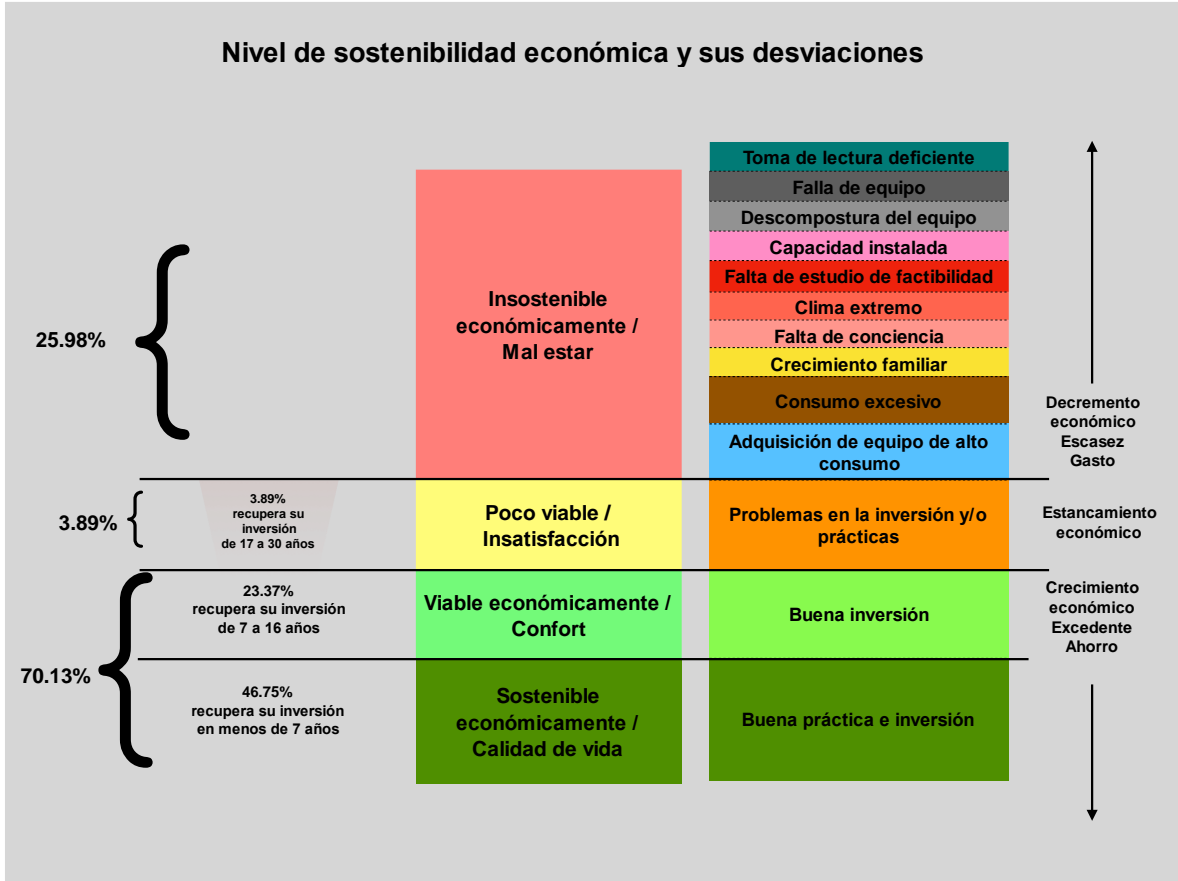 Nivel de sostenibilidad económica y sus desviaciones
25.98%
3.89%
70.13%
3.89%
recupera su
inversión
de 17 a 30 años
23.37%
recupera su inversión
de 7 a 16 años
46.75%
recupera su inversión
en menos de 7 años
Insostenible
económicamente /
Mal estar
Poco viable /
Insatisfacción
Viable económicamente /
Confort
Sostenible
económicamente /
Calidad de vida
Toma de lectura deficiente
Falla de equipo
Descompostura del equipo
Capacidad instalada
Falta de estudio de factibilidad
Clima extremo
Falta de conciencia
Crecimiento familiar
Consumo excesivo
Adquisición de equipo de alto
consumo
Problemas en la inversión y/o
prácticas
Buena inversión
Buena práctica e inversión
Decremento
económico
Escasez
Gasto
Estancamiento
económico
Crecimiento
económico
Excedente
Ahorro